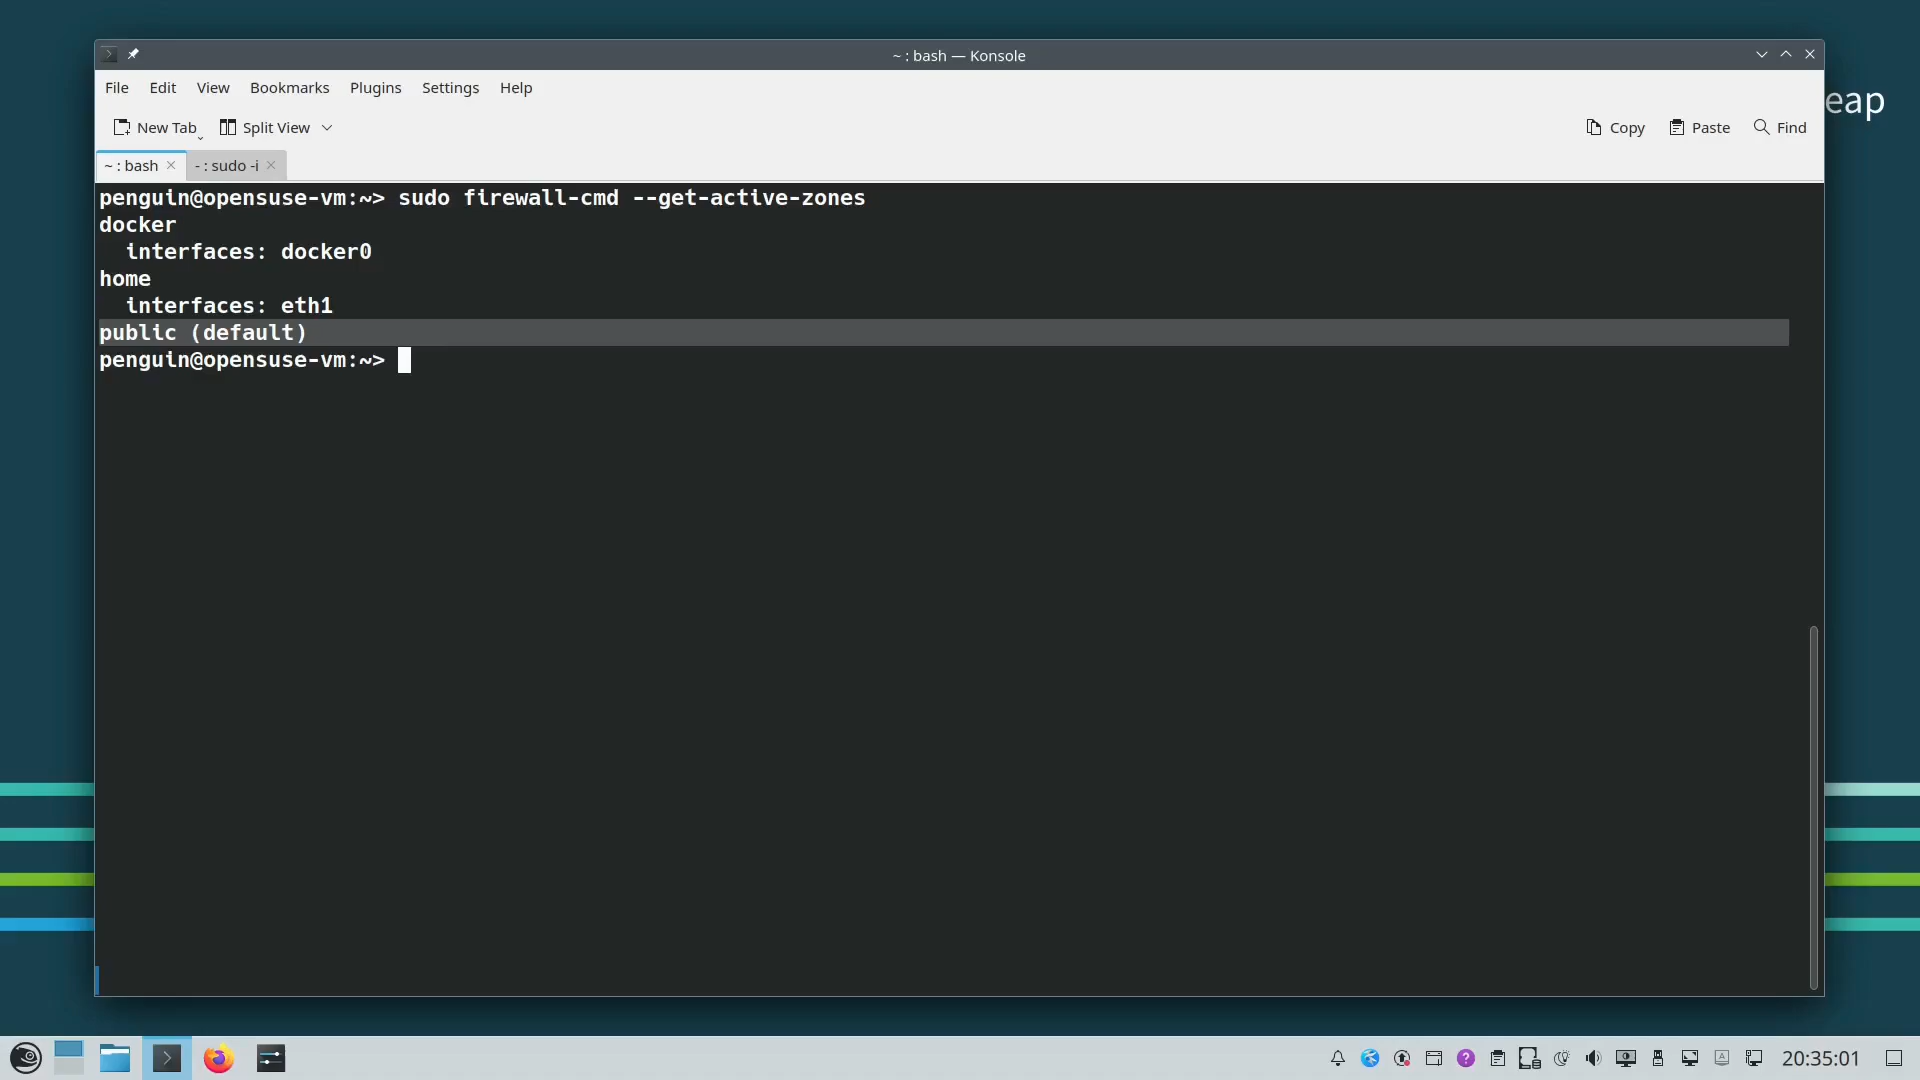 ~ : bash — Konsole
File Edit View Bookmarks Plugins Settings Help
eap
New Tab Split View Copy Paste Find
~ : bash - : sudo -i
penguin@opensuse-vm:~> sudo firewall-cmd --get-active-zones
docker
  interfaces: docker0
home
  interfaces: eth1
public (default)
penguin@opensuse-vm:~>
20:35:01